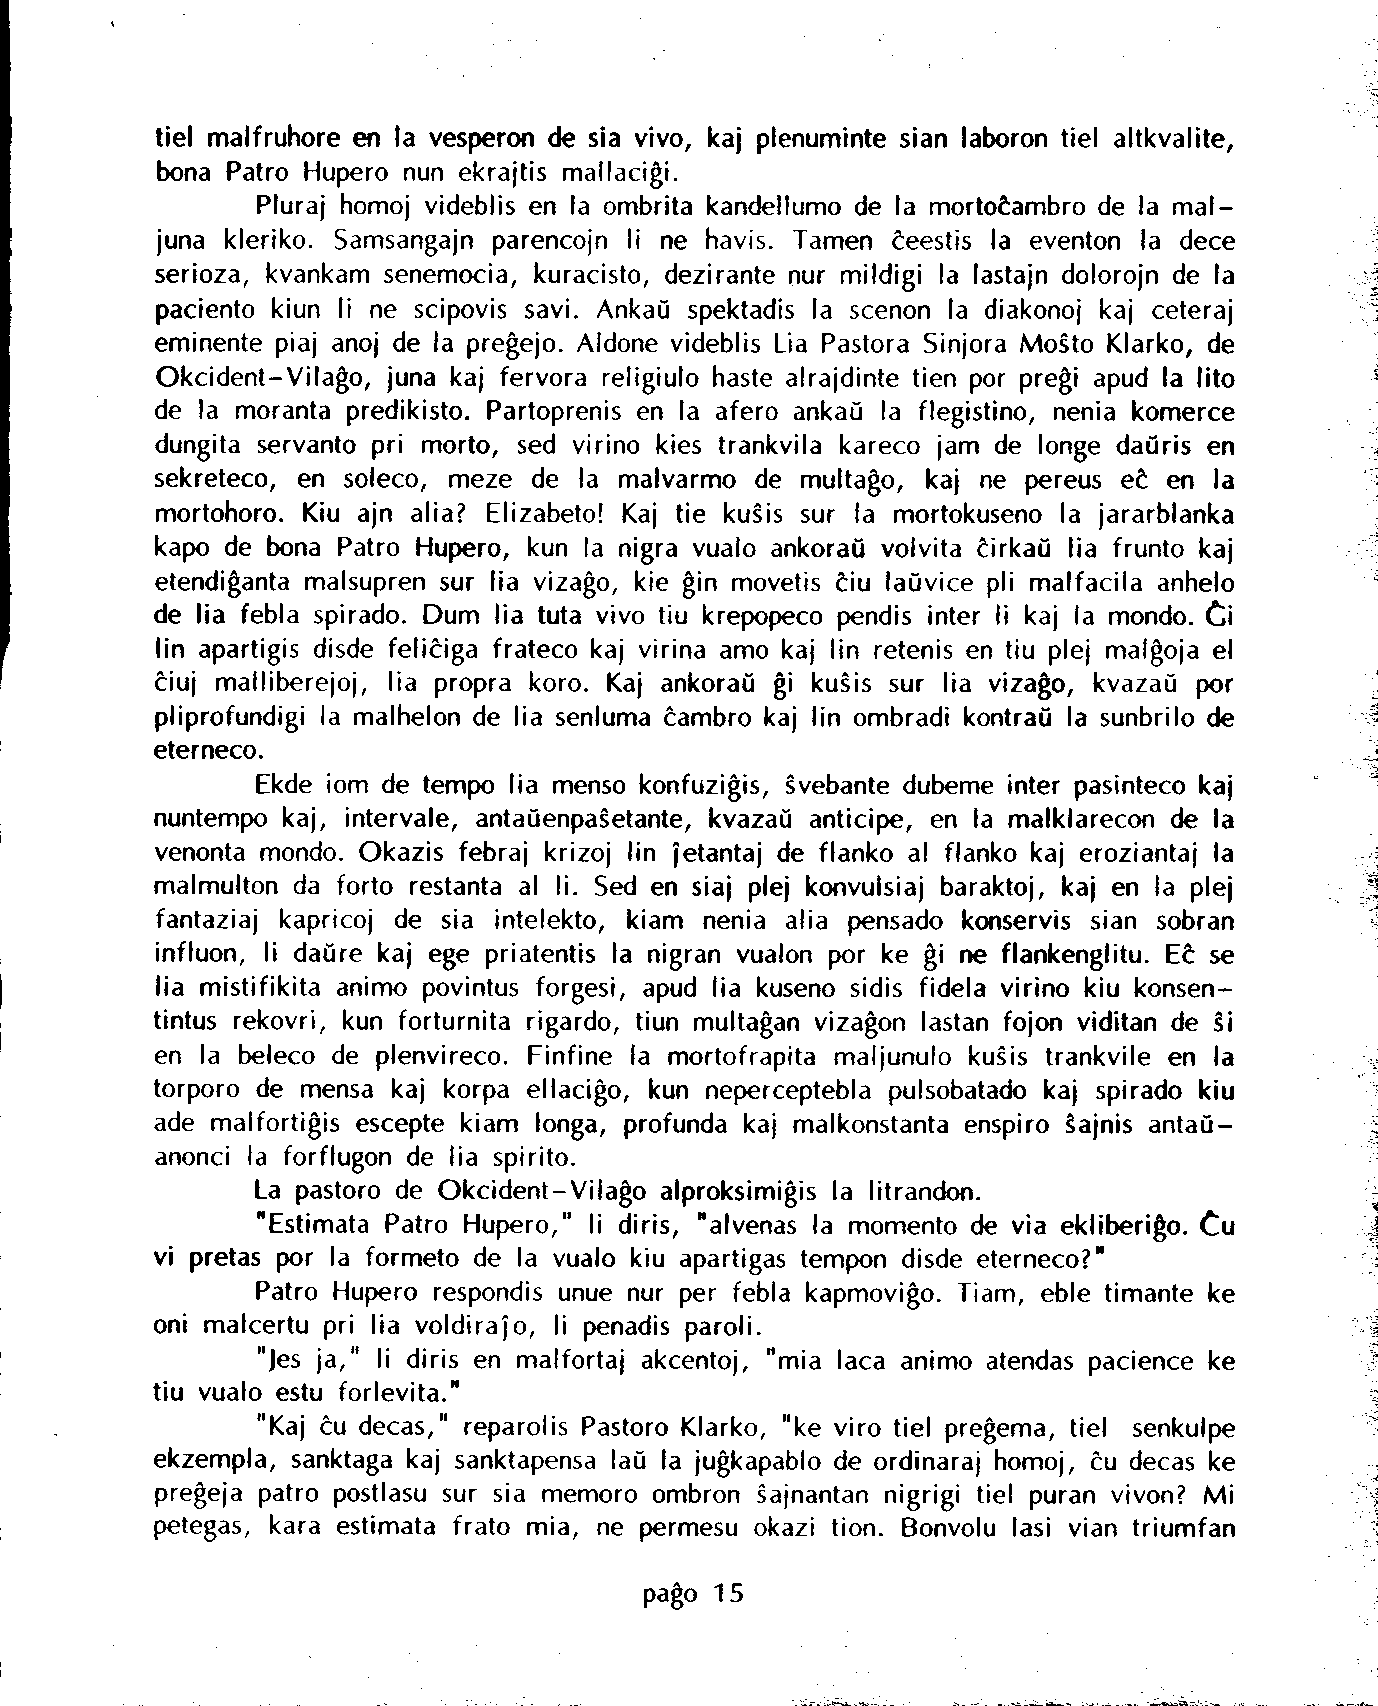 tiel malfruhore en la vesperon de sia vivo, kaj plenuminte sian laboron tiel altkvalite,
bona Patro Hupero nun ekrajtis mallaciĝi.
Pluraj homoj videblis en la ombrita kandellumo de la mortoĉambro de la mal-
juna kleriko. Samsangajn parencojn li ne havis. Tamen ĉeestis la eventon la dece
serioza, kvankam senemocia, kuracisto, dezirante nur mildigi la lastajn dolorojn de la
paciento kiun li ne scipovis savi. Ankaŭ spektadis la scenon la diakonoj kaj ceteraj
eminente piaj anoj de la preĝejo. Aldone videblis Lia Pastora Sinjora Moŝto Klarko, de
Okcident-Vilaĝo, juna kaj fervora religiulo haste alrajdinte tien por preĝi apud la lito
de la moranta predikisto. Partoprenis en la afero ankaŭ la flegistino, nenia komerce
dungita servanto pri morto, sed virino kies trankvila kareco jam de longe daŭris en
sekreteco, en soleco, meze de la malvarmo de multaĝo, kaj ne pereus eĉ en la
mortohoro. Kiu ajn alia? Elizabeto! Kaj tie kuŝis sur la mortokuseno la jararblanka
kapo de bona Patro Hupero, kun la nigra vualo ankoraŭ volvita ĉirkaŭ lia frunto kaj
etendiĝanta malsupren sur lia vizaĝo, kie ĝin movetis ĉiu laŭvice pli malfacila anhelo
de lia febla spirado. Dum lia tuta vivo tiu krepopeco pendis inter li kaj la mondo. Ĝi
lin apartigis disde feliĉiga frateco kaj virina amo kaj lin retenis en tiu plej malĝoja el
ĉiuj malliberejoj, lia propra koro. Kaj ankoraŭ ĝi kuŝis sur lia vizaĝo, kvazaŭ por
pliprofundigi la malhelon de lia senluma ĉambro kaj lin ombradi kontraŭ la sunbrilo de
eterneco.
Ekde iom de tempo lia menso konfuziĝis, ŝvebante dubeme inter pasinteco kaj
nuntempo kaj, intervale, antaŭenpaŝetante, kvazaŭ anticipe, en la malklarecon de la
venonta mondo. Okazis febraj krizoj lin ĵetantaj de flanko al flanko kaj eroziantaj la
malmulton da forto restanta al li. Sed en siaj plej konvulsiaj baraktoj, kaj en la plej
fantaziaj kapricoj de sia intelekto, kiam nenia alia pensado konservis sian sobran
influon, li daŭre kaj ege priatentis la nigran vualon por ke ĝi ne flankenglitu. Eĉ se
lia mistifikita animo povintus forgesi, apud lia kuseno sidis fidela virino kiu konsen-
tintus rekovri, kun forturnita rigardo, tiun multaĝan vizaĝon lastan fojon viditan de ŝi
en la beleco de plenvireco. Finfine la mortofrapita maljunulo kuŝis trankvile en la
torporo de mensa kaj korpa ellaciĝo, kun neperceptebla pulsobatado kaj spirado kiu
ade malfortiĝis escepte kiam longa, profunda kaj malkonstanta enspiro ŝajnis antaŭ-
anonci la forflugon de lia spirito.
La pastoro de Okcident-Vilaĝo alproksimiĝis la litrandon.
"Estimata Patro Hupero," li diris, "alvenas la momento de via ekliberiĝo. Ĉu
vi pretas por la formeto de la vualo kiu apartigas tempon disde eterneco?"
Patro Hupero respondis unue nur per febla kapmoviĝo. Tiam, eble timante ke
oni malcertu pri lia voldiraĵo, li penadis paroli.
"Jes ja," li diris en malfortaj akcentoj, "mia laca animo atendas pacience ke
tiu vualo estu forlevita."
"Kaj ĉu decas," reparolis Pastoro Klarko, "ke viro tiel preĝema, tiel senkulpe
ekzempla, sanktaga kaj sanktapensa laŭ la juĝkapablo de ordinaraj homoj, ĉu decas ke
preĝeja patro postlasu sur sia memoro ombron ŝajnantan nigrigi tiel puran vivon? Mi
petegas, kara estimata frato mia, ne permesu okazi tion. Bonvolu lasi vian triumfan
paĝo 15